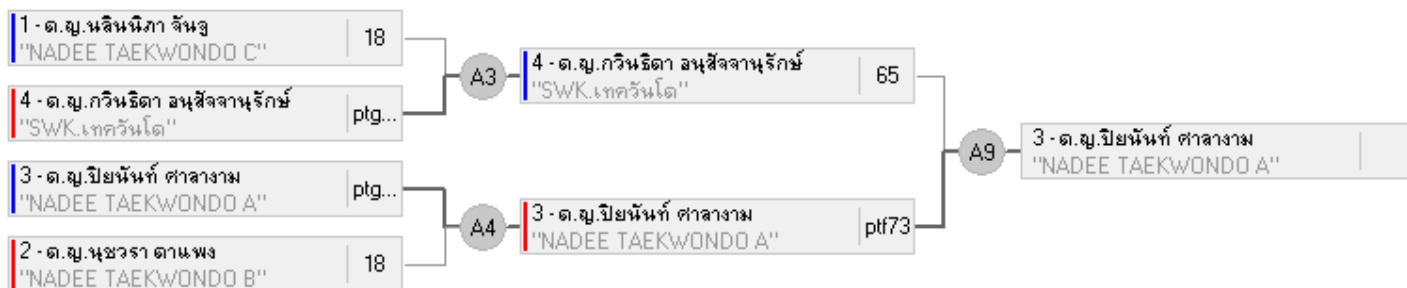 1 - ด.ญ.นลินนิภา จันจู 18
"NADEE TAEKWONDO C"
4 - ด.ญ.กวินธิดา อนุสัจจานุรักษ์ ptg...
"SWK.เทควันโด"
3 - ด.ญ.ปิยนันท์ ศาลางาม ptg...
"NADEE TAEKWONDO A"
2 - ด.ญ.นุชวรา ดาแพง 18
"NADEE TAEKWONDO B"
A3
A4
4 - ด.ญ.กวินธิดา อนุสัจจานุรักษ์ 65
"SWK.เทควันโด"
3 - ด.ญ.ปิยนันท์ ศาลางาม ptf73
"NADEE TAEKWONDO A"
A9
3 - ด.ญ.ปิยนันท์ ศาลางาม
"NADEE TAEKWONDO A"